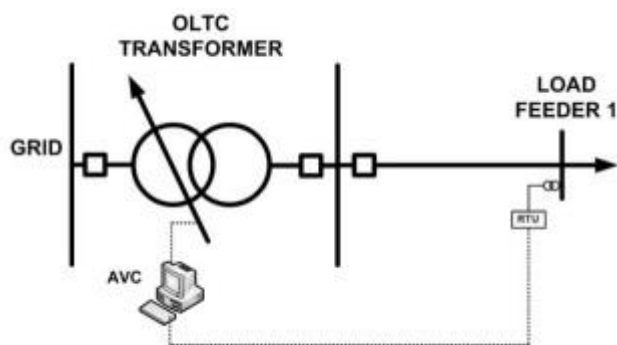 OLTC
TRANSFORMER
LOAD
FEEDER 1
GRID
RTU
AVC